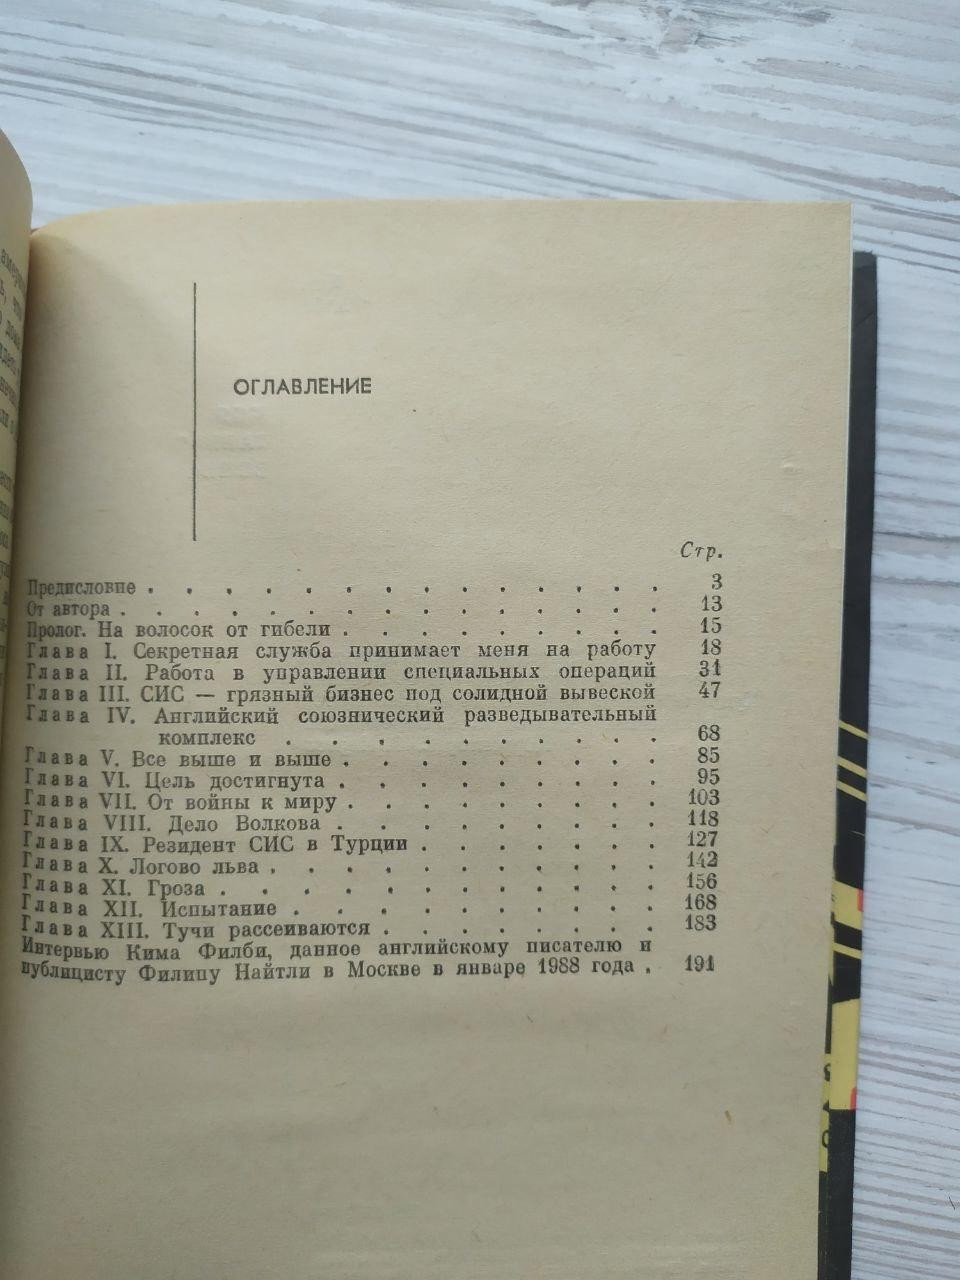 ОГЛАВЛЕНИЕ
Стр.
Предисловие . . . . . . . . . . . . . . 3
От автора . . . . . . . . . . . . . . . 13
Пролог. На волосок от гибели . . . . . . . . . 15
Глава I. Секретная служба принимает меня на работу 18
Глава II. Работа в управлении специальных операций 31
Глава III. СИС — грязный бизнес под солидной вывеской 47
Глава IV. Английский союзнический разведывательный
комплекс . . . . . . . . . . . 68
Глава V. Все выше и выше . . . . . . . . 85
Глава VI. Цель достигнута . . . . . . . . 95
Глава VII. От войны к миру . . . . . . . . 103
Глава VIII. Дело Волкова . . . . . . . . 118
Глава IX. Резидент СИС в Турции . . . . . . 127
Глава X. Логово льва . . . . . . . . . . 142
Глава XI. Гроза . . . . . . . . . . . 156
Глава XII. Испытание . . . . . . . . . 168
Глава XIII. Тучи рассеиваются . . . . . . . 183
Интервью Кима Филби, данное английскому писателю и
публицисту Филипу Найтли в Москве в январе 1988 года . 191